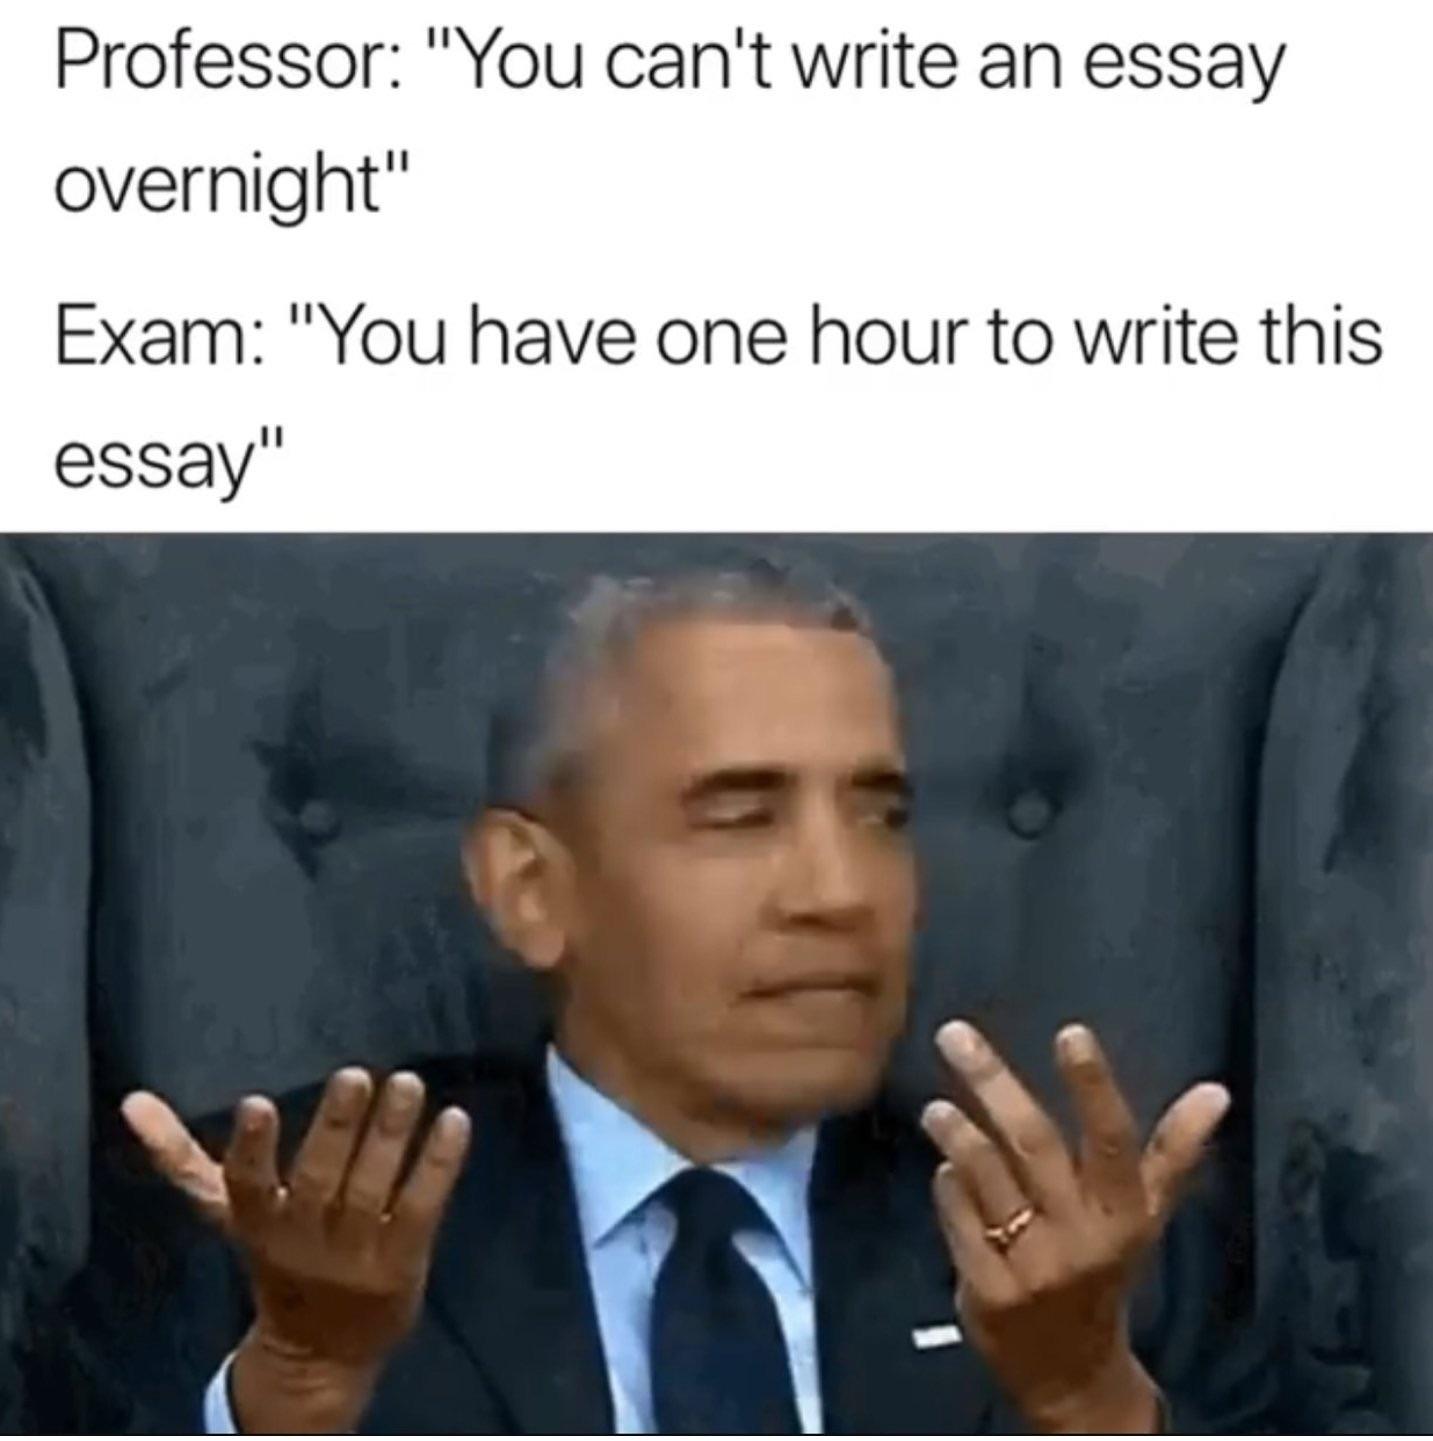 Professor: "You can't write an essay
overnight"
Exam: "You have one hour to write this
essay"